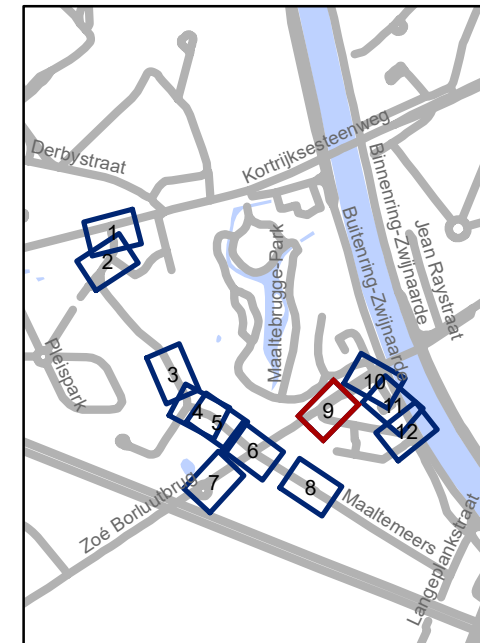 Derbystraat
Kortrijksesteenweg
Binnenring-Zwijnaarde
Jean Raystraat
Buitenring-Zwijnaarde
Maaltebrugge-Park
1
2
Pleispark
3
4
5
6
7
8
9
10
11
12
Zoé Borluutbrug
Maaltemeers
Langeplankstraat